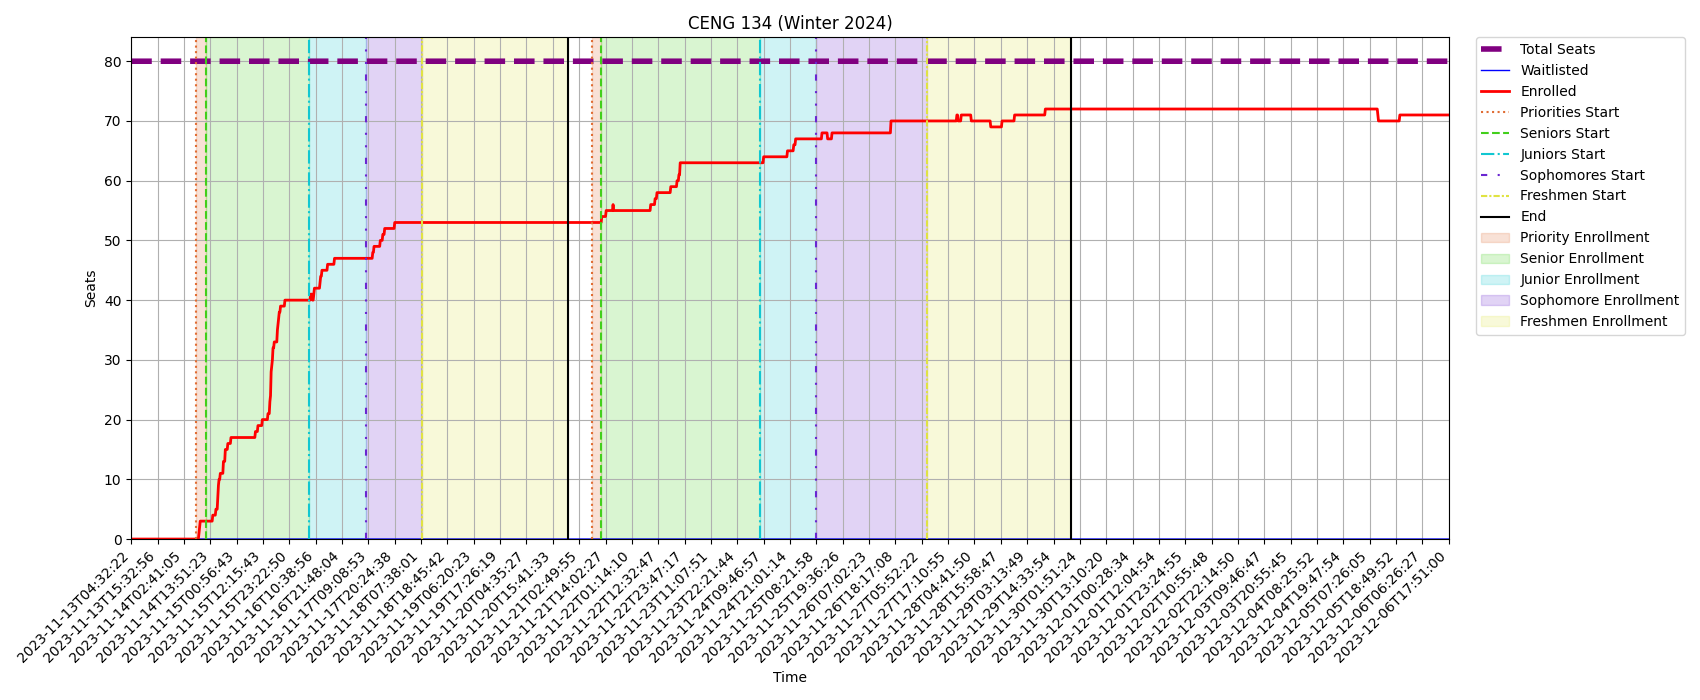 CENG 134 (Winter 2024)
Seats
80
70
60
50
40
30
20
10
0
2023-11-13T04:32:22
2023-11-13T15:32:56
2023-11-14T02:41:05
2023-11-14T13:51:23
2023-11-15T00:56:43
2023-11-15T12:15:43
2023-11-15T23:22:50
2023-11-16T10:38:56
2023-11-16T21:48:04
2023-11-17T09:08:53
2023-11-17T20:24:38
2023-11-18T07:38:01
2023-11-18T18:45:42
2023-11-19T06:20:23
2023-11-19T17:26:19
2023-11-20T04:35:27
2023-11-20T15:41:33
2023-11-21T02:49:55
2023-11-21T14:02:27
2023-11-22T01:14:10
2023-11-22T12:32:47
2023-11-22T23:47:17
2023-11-23T11:07:51
2023-11-23T22:21:44
2023-11-24T09:46:57
2023-11-24T21:01:14
2023-11-25T08:21:58
2023-11-25T19:36:26
2023-11-26T07:02:23
2023-11-26T18:17:08
2023-11-27T05:52:22
2023-11-27T17:10:55
2023-11-28T04:41:50
2023-11-28T15:58:47
2023-11-29T03:13:49
2023-11-29T14:33:54
2023-11-30T01:51:24
2023-11-30T13:10:20
2023-12-01T00:28:34
2023-12-01T12:04:54
2023-12-01T23:24:55
2023-12-02T10:55:48
2023-12-02T22:14:50
2023-12-03T09:46:47
2023-12-03T20:55:45
2023-12-04T08:25:52
2023-12-04T19:47:54
2023-12-05T07:26:05
2023-12-05T18:49:52
2023-12-06T06:26:27
2023-12-06T17:51:00
Time
Total Seats
Waitlisted
Enrolled
Priorities Start
Seniors Start
Juniors Start
Sophomores Start
Freshmen Start
End
Priority Enrollment
Senior Enrollment
Junior Enrollment
Sophomore Enrollment
Freshmen Enrollment